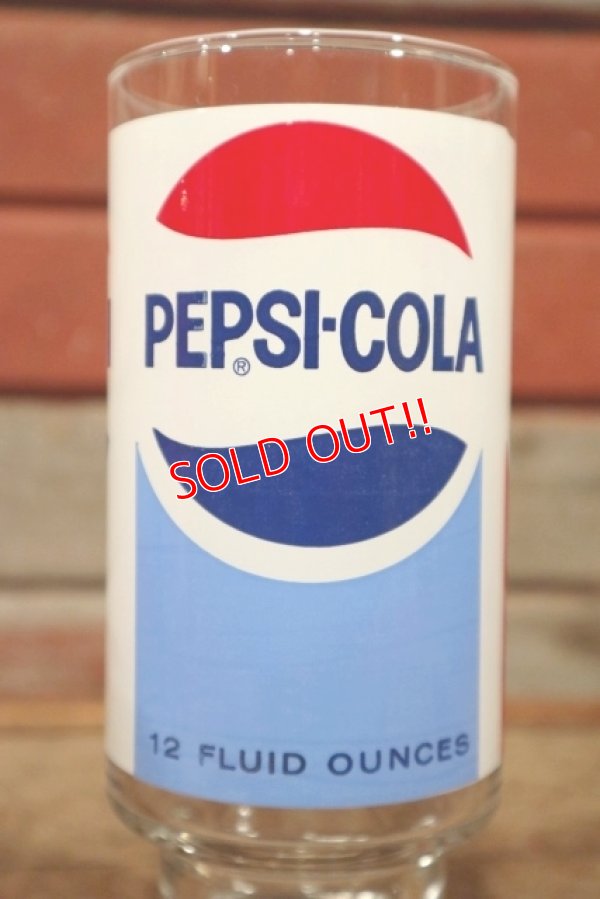 PEPSI-COLA
®
SOLD OUT!!
12 FLUID OUNCES